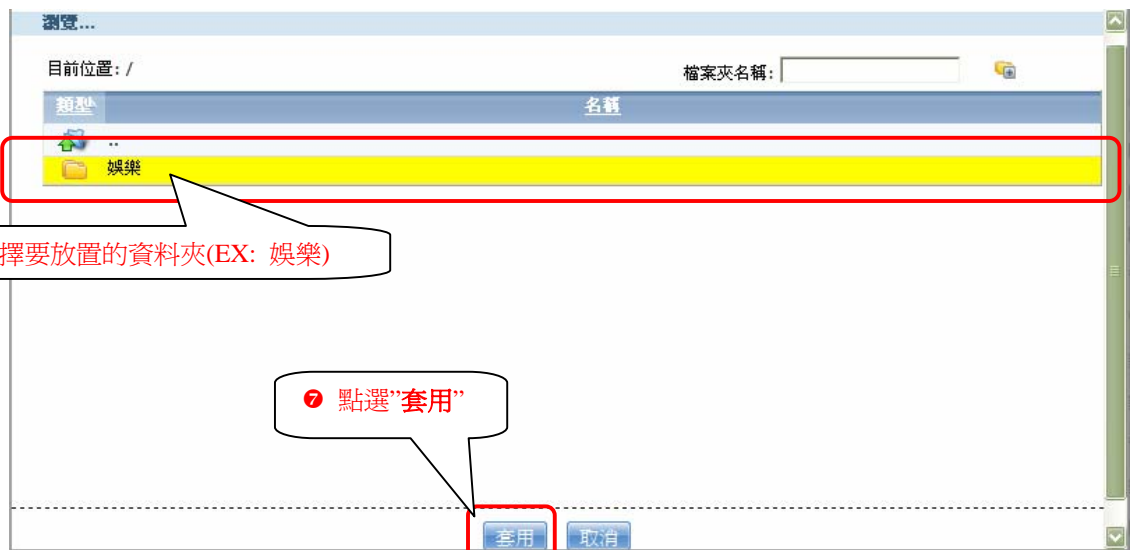 瀏覽...
目前位置: /
檔案夾名稱:
類型 名稱
..
娛樂
擇要放置的資料夾(EX: 娛樂)
❼ 點選”套用”
套用 取消